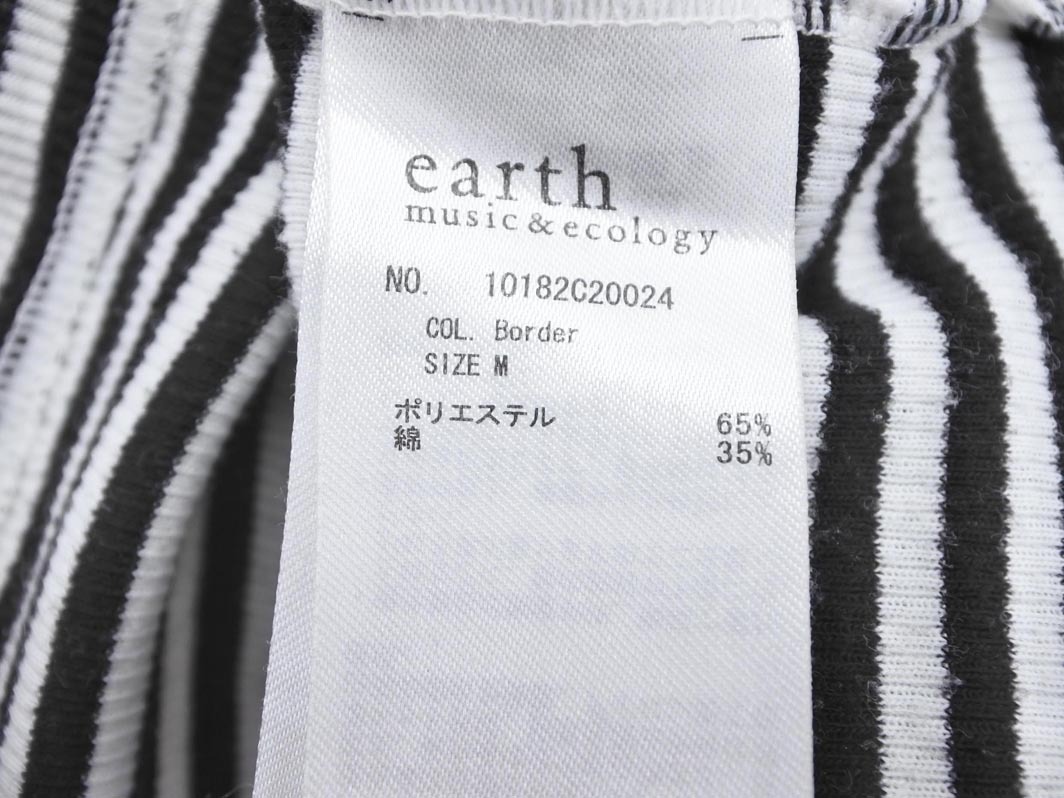 earth
music&ecology
NO. 10182C20024
COL. Border
SIZE M
ポリエステル 65%
綿 35%